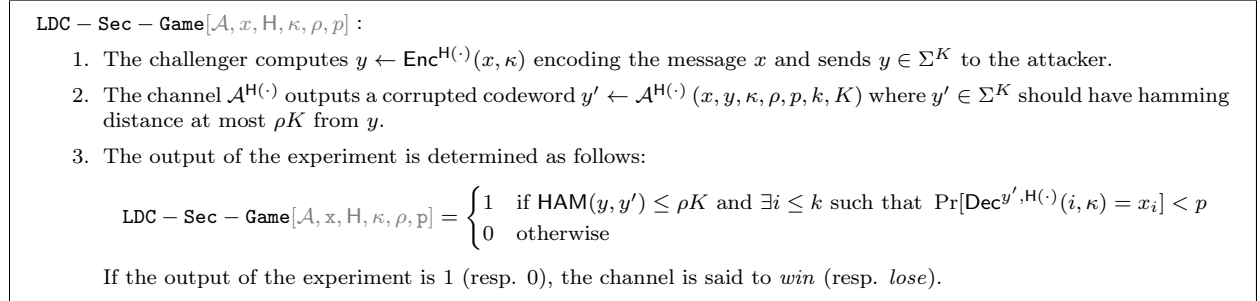 LDC − Sec − Game[𝒜, x, H, κ, ρ, p] :
1. The challenger computes y ← Enc^{H(·)}(x, κ) encoding the message x and sends y ∈ Σ^K to the attacker.
2. The channel 𝒜^{H(·)} outputs a corrupted codeword y′ ← 𝒜^{H(·)} (x, y, κ, ρ, p, k, K) where y′ ∈ Σ^K should have hamming
distance at most ρK from y.
3. The output of the experiment is determined as follows:
LDC − Sec − Game[𝒜, x, H, κ, ρ, p] = { 1 if HAM(y, y′) ≤ ρK and ∃i ≤ k such that Pr[Dec^{y′,H(·)}(i, κ) = x_i] < p
0 otherwise
If the output of the experiment is 1 (resp. 0), the channel is said to win (resp. lose).